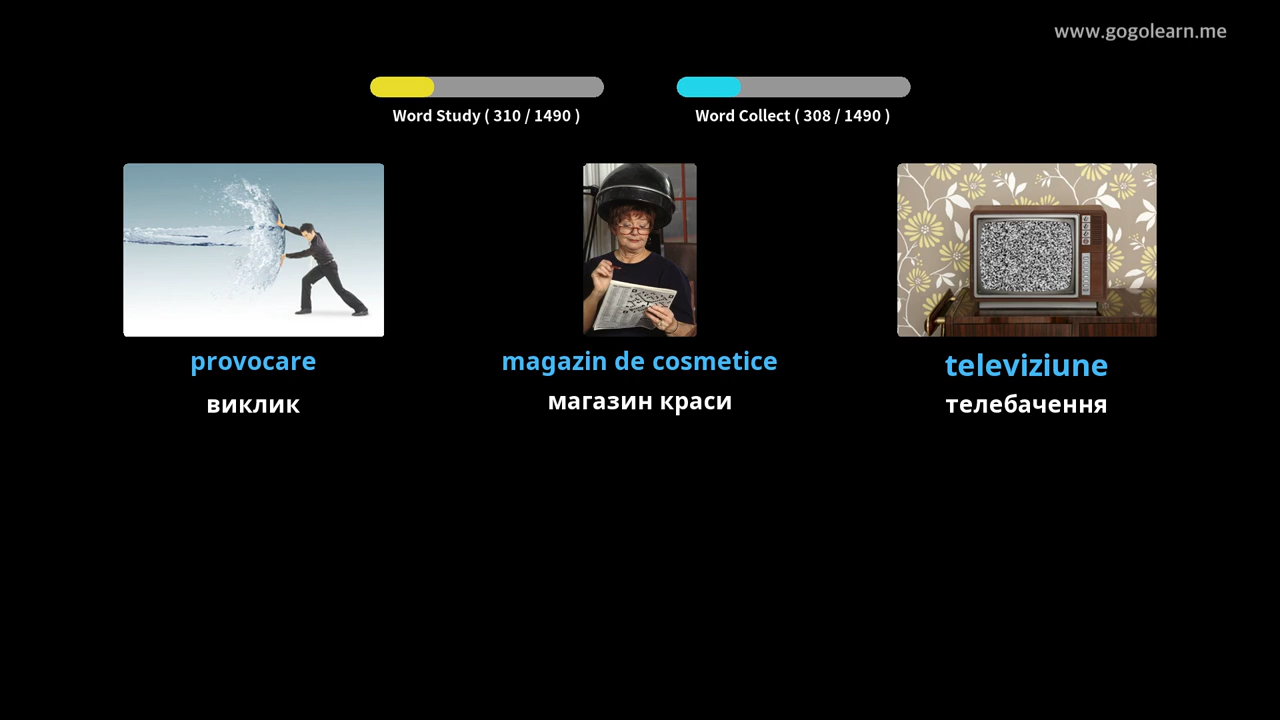 www.gogolearn.me
Word Study ( 310 / 1490 )
Word Collect ( 308 / 1490 )
provocare
magazin de cosmetice
televiziune
виклик
магазин краси
телебачення